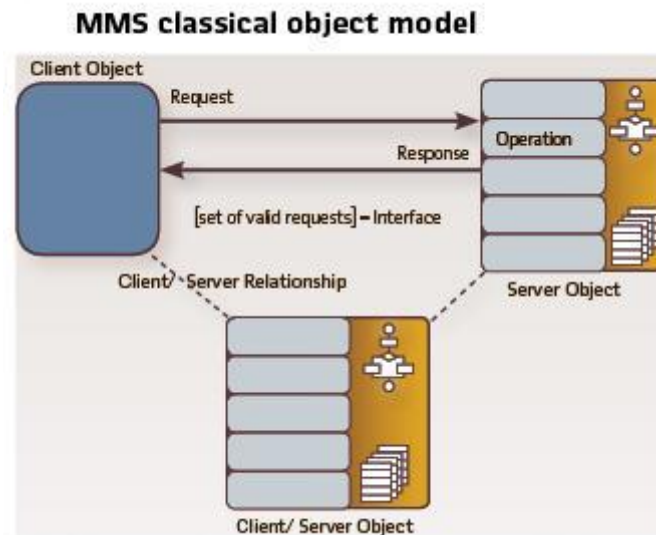 MMS classical object model
Client Object
Request
Operation
Response
[set of valid requests] = Interface
Client/ Server Relationship
Server Object
Client/ Server Object